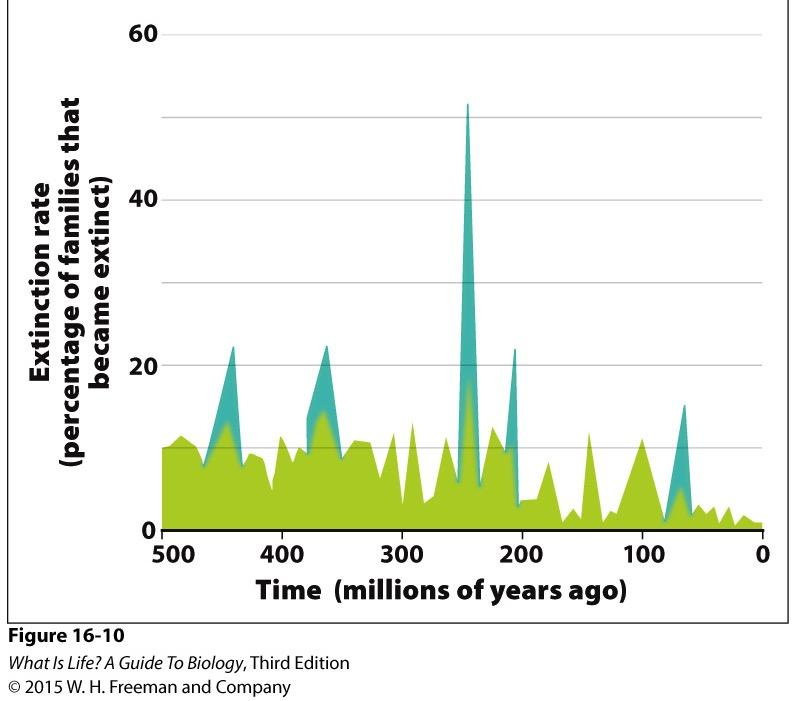 60
40
20
0
Extinction rate
(percentage of families that
became extinct)
500 400 300 200 100 0
Time (millions of years ago)
Figure 16-10
What Is Life? A Guide To Biology, Third Edition
© 2015 W. H. Freeman and Company